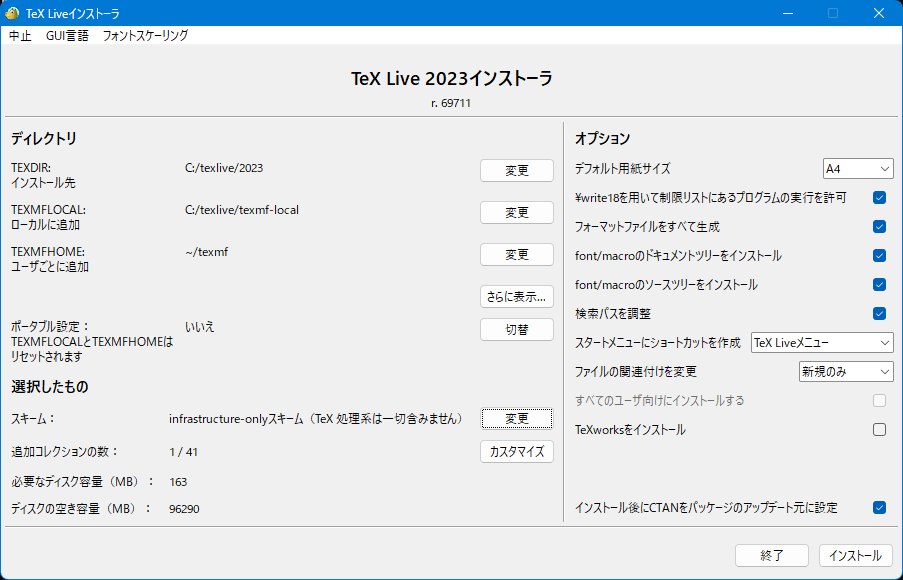 TeX Liveインストーラ
中止 GUI言語 フォントスケーリング
TeX Live 2023インストーラ
r. 69711
ディレクトリ
TEXDIR:
インストール先
C:/texlive/2023
変更
TEXMFLOCAL:
ローカルに追加
C:/texlive/texmf-local
変更
TEXMFHOME:
ユーザごとに追加
~/texmf
変更
さらに表示...
ポータブル設定：
TEXMFLOCALとTEXMFHOMEは
リセットされます
いいえ
切替
選択したもの
スキーム： infrastructure-onlyスキーム（TeX 処理系は一切含みません） 変更
追加コレクションの数： 1 / 41 カスタマイズ
必要なディスク容量（MB）： 163
ディスクの空き容量（MB）： 96290
オプション
デフォルト用紙サイズ A4
¥write18を用いて制限リストにあるプログラムの実行を許可
フォーマットファイルをすべて生成
font/macroのドキュメントツリーをインストール
font/macroのソースツリーをインストール
検索パスを調整
スタートメニューにショートカットを作成 TeX Liveメニュー
ファイルの関連付けを変更 新規のみ
すべてのユーザ向けにインストールする
TeXworksをインストール
インストール後にCTANをパッケージのアップデート元に設定
終了 インストール